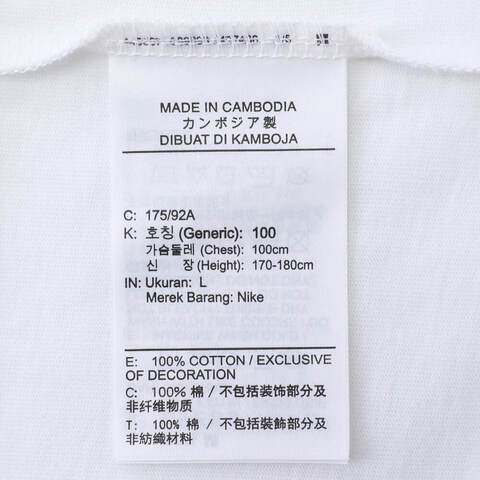 MADE IN CAMBODIA
カンボジア製
DIBUAT DI KAMBOJA
C: 175/92A
K: 호칭 (Generic): 100
가슴둘레 (Chest): 100cm
신 장 (Height): 170-180cm
IN: Ukuran: L
Merek Barang: Nike
E: 100% COTTON / EXCLUSIVE
OF DECORATION
C: 100% 棉 / 不包括装饰部分及
非纤维物质
T: 100% 棉 / 不包括裝飾部分及
非紡織材料